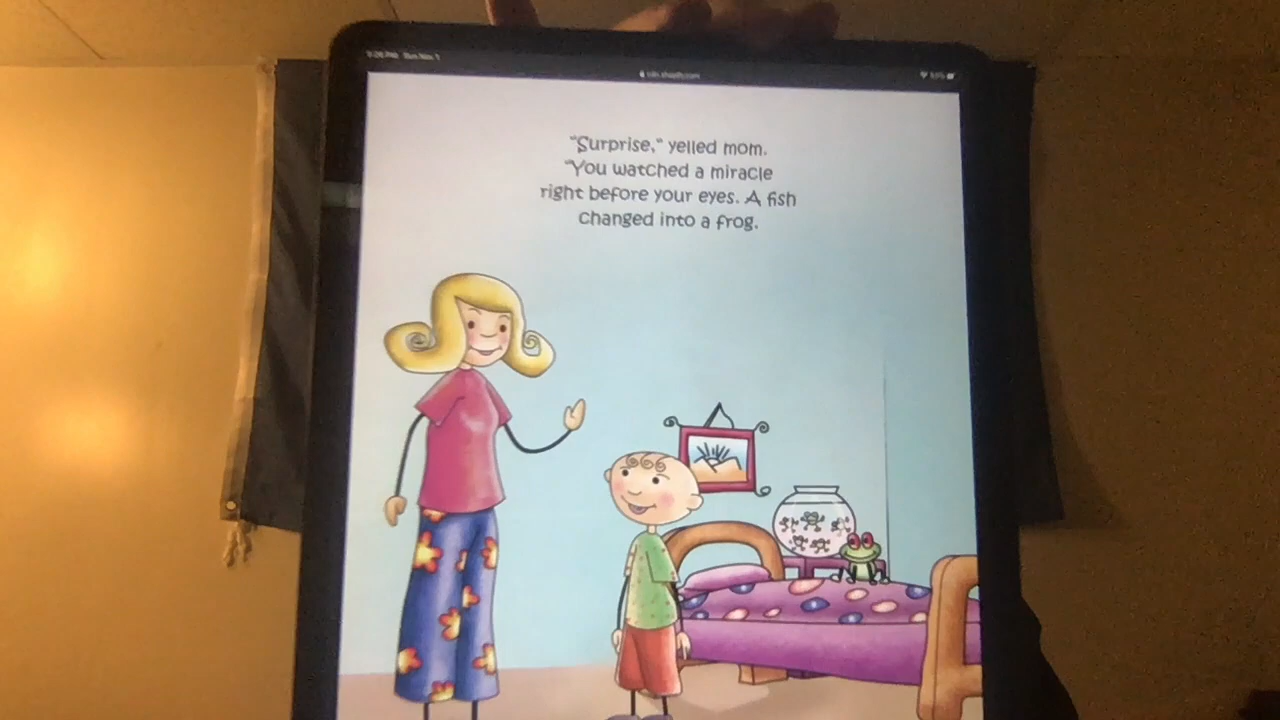 "Surprise," yelled mom.
"You watched a miracle
right before your eyes. A fish
changed into a frog.